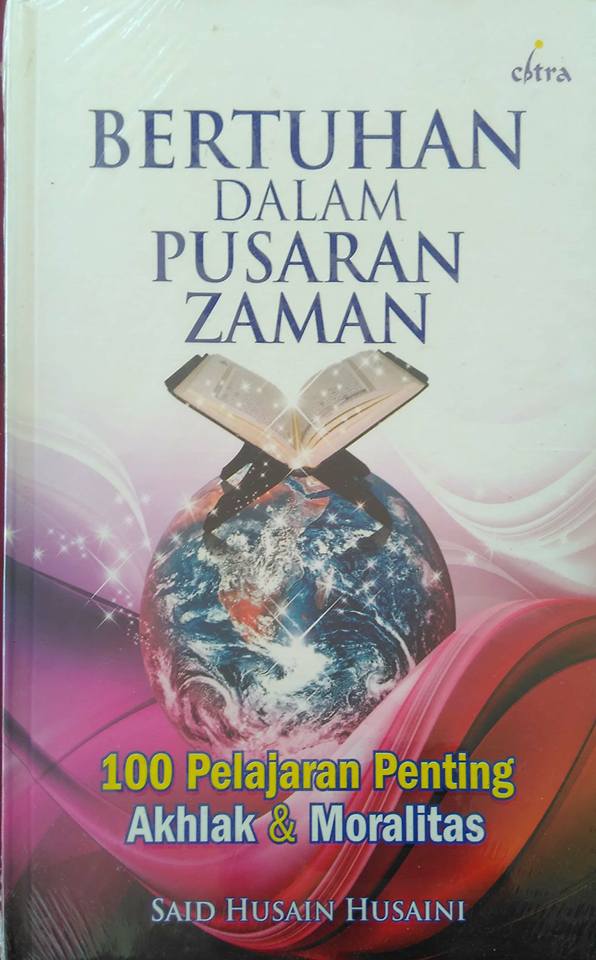 citra
BERTUHAN
DALAM
PUSARAN
ZAMAN
100 Pelajaran Penting
Akhlak & Moralitas
SAID HUSAIN HUSAINI